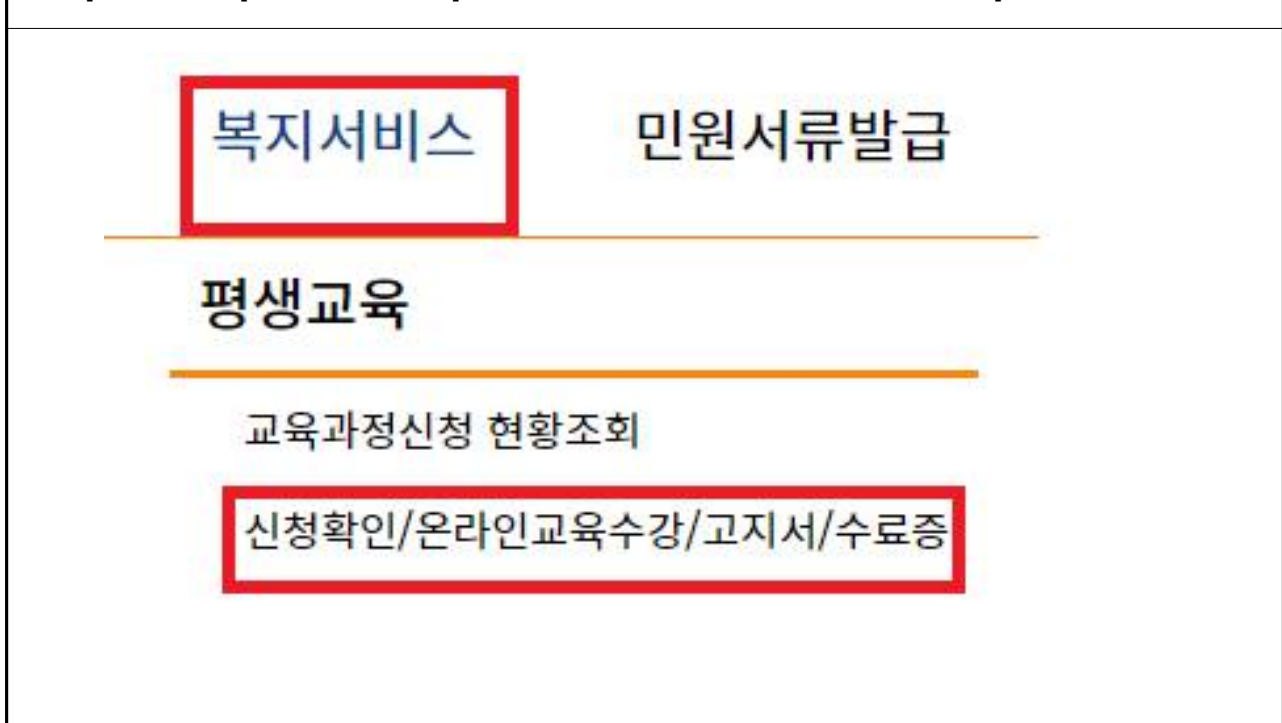 복지서비스 민원서류발급
평생교육
교육과정신청 현황조회
신청확인/온라인교육수강/고지서/수료증